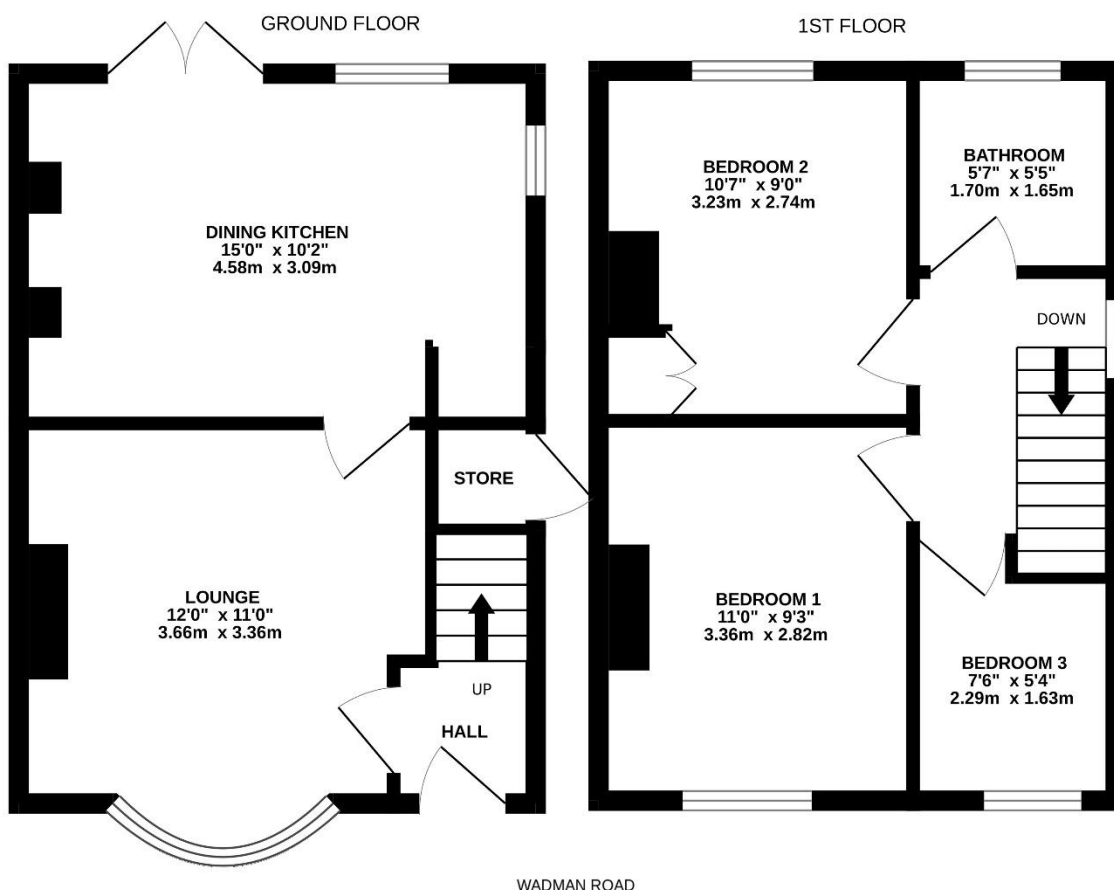 GROUND FLOOR
DINING KITCHEN
15'0" x 10'2"
4.58m x 3.09m
STORE
LOUNGE
12'0" x 11'0"
3.66m x 3.36m
UP
HALL
1ST FLOOR
BEDROOM 2
10'7" x 9'0"
3.23m x 2.74m
BATHROOM
5'7" x 5'5"
1.70m x 1.65m
DOWN
BEDROOM 1
11'0" x 9'3"
3.36m x 2.82m
BEDROOM 3
7'6" x 5'4"
2.29m x 1.63m
WADMAN ROAD